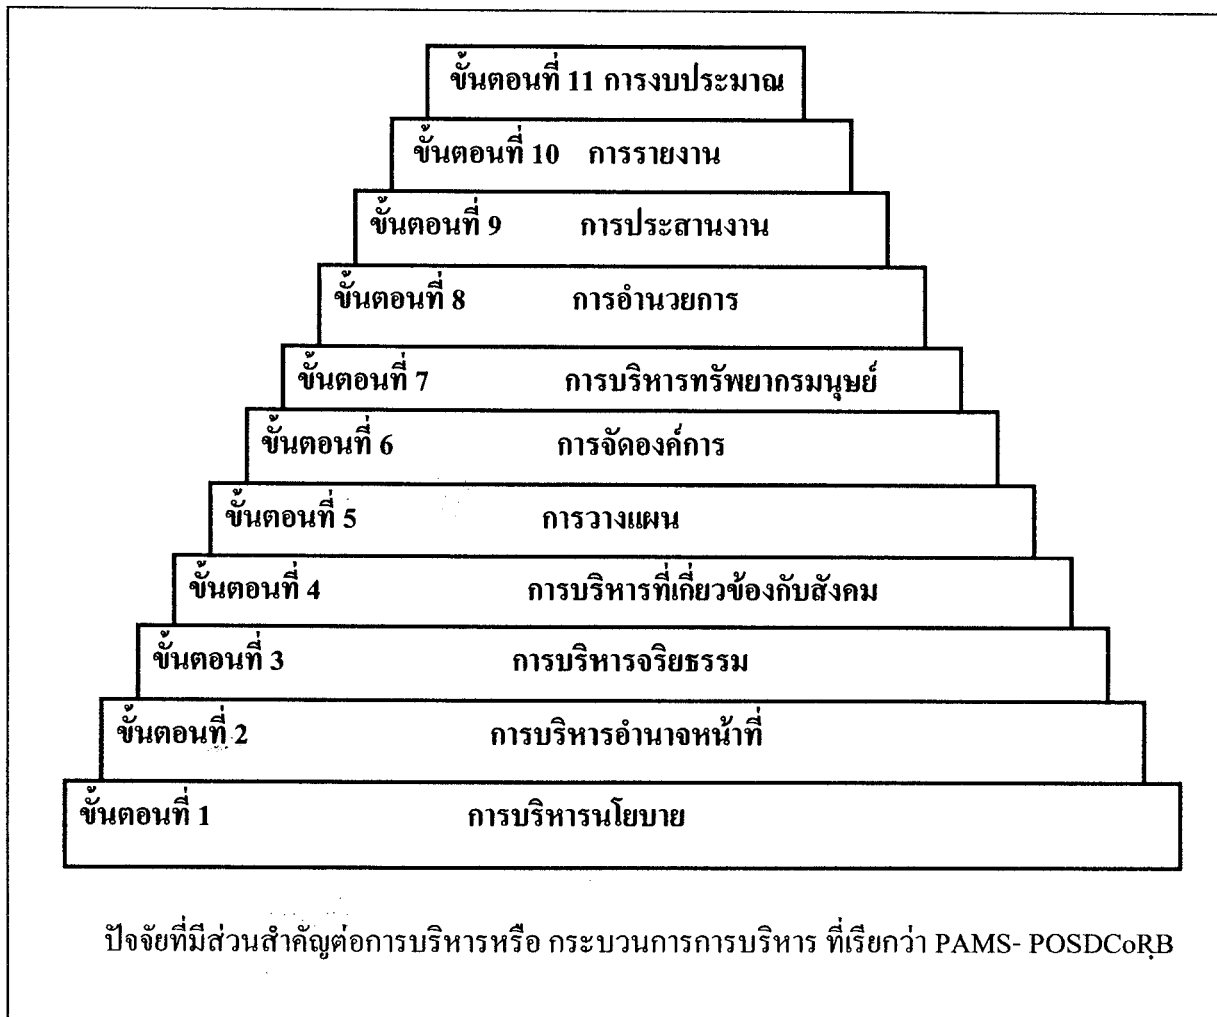 ขั้นตอนที่ 11 การงบประมาณ
ขั้นตอนที่ 10 การรายงาน
ขั้นตอนที่ 9 การประสานงาน
ขั้นตอนที่ 8 การอำนวยการ
ขั้นตอนที่ 7 การบริหารทรัพยากรมนุษย์
ขั้นตอนที่ 6 การจัดองค์การ
ขั้นตอนที่ 5 การวางแผน
ขั้นตอนที่ 4 การบริหารที่เกี่ยวข้องกับสังคม
ขั้นตอนที่ 3 การบริหารจริยธรรม
ขั้นตอนที่ 2 การบริหารอำนาจหน้าที่
ขั้นตอนที่ 1 การบริหารนโยบาย
ปัจจัยที่มีส่วนสำคัญต่อการบริหารหรือ กระบวนการการบริหาร ที่เรียกว่า PAMS- POSDCoRB